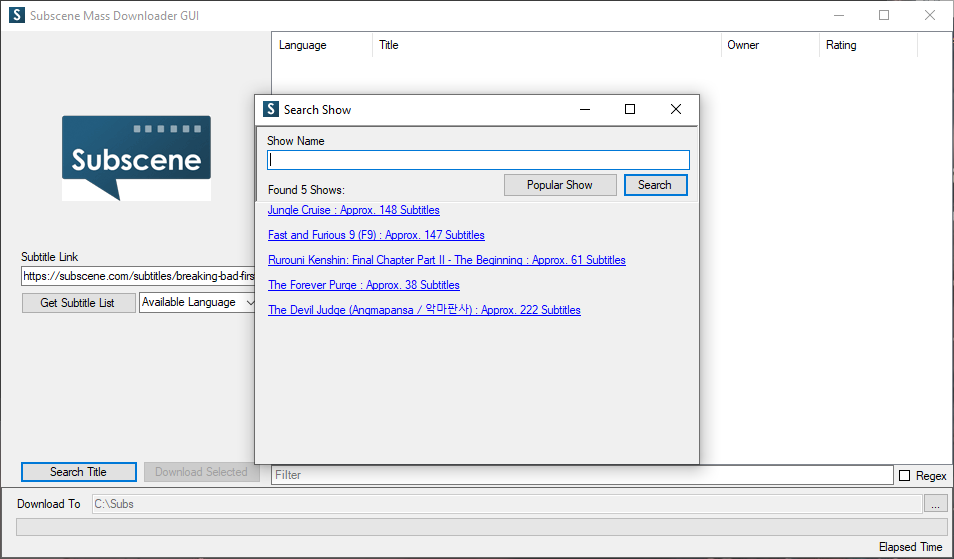 Subscene Mass Downloader GUI
Language Title Owner Rating
Subscene
Search Show
Show Name
Popular Show Search
Found 5 Shows:
Jungle Cruise : Approx. 148 Subtitles
Fast and Furious 9 (F9) : Approx. 147 Subtitles
Rurouni Kenshin: Final Chapter Part II - The Beginning : Approx. 61 Subtitles
The Forever Purge : Approx. 38 Subtitles
The Devil Judge (Angmapansa / 악마판사) : Approx. 222 Subtitles
Subtitle Link
https://subscene.com/subtitles/breaking-bad-firs
Get Subtitle List Available Language
Search Title Download Selected
Filter Regex
Download To C:\Subs ...
Elapsed Time